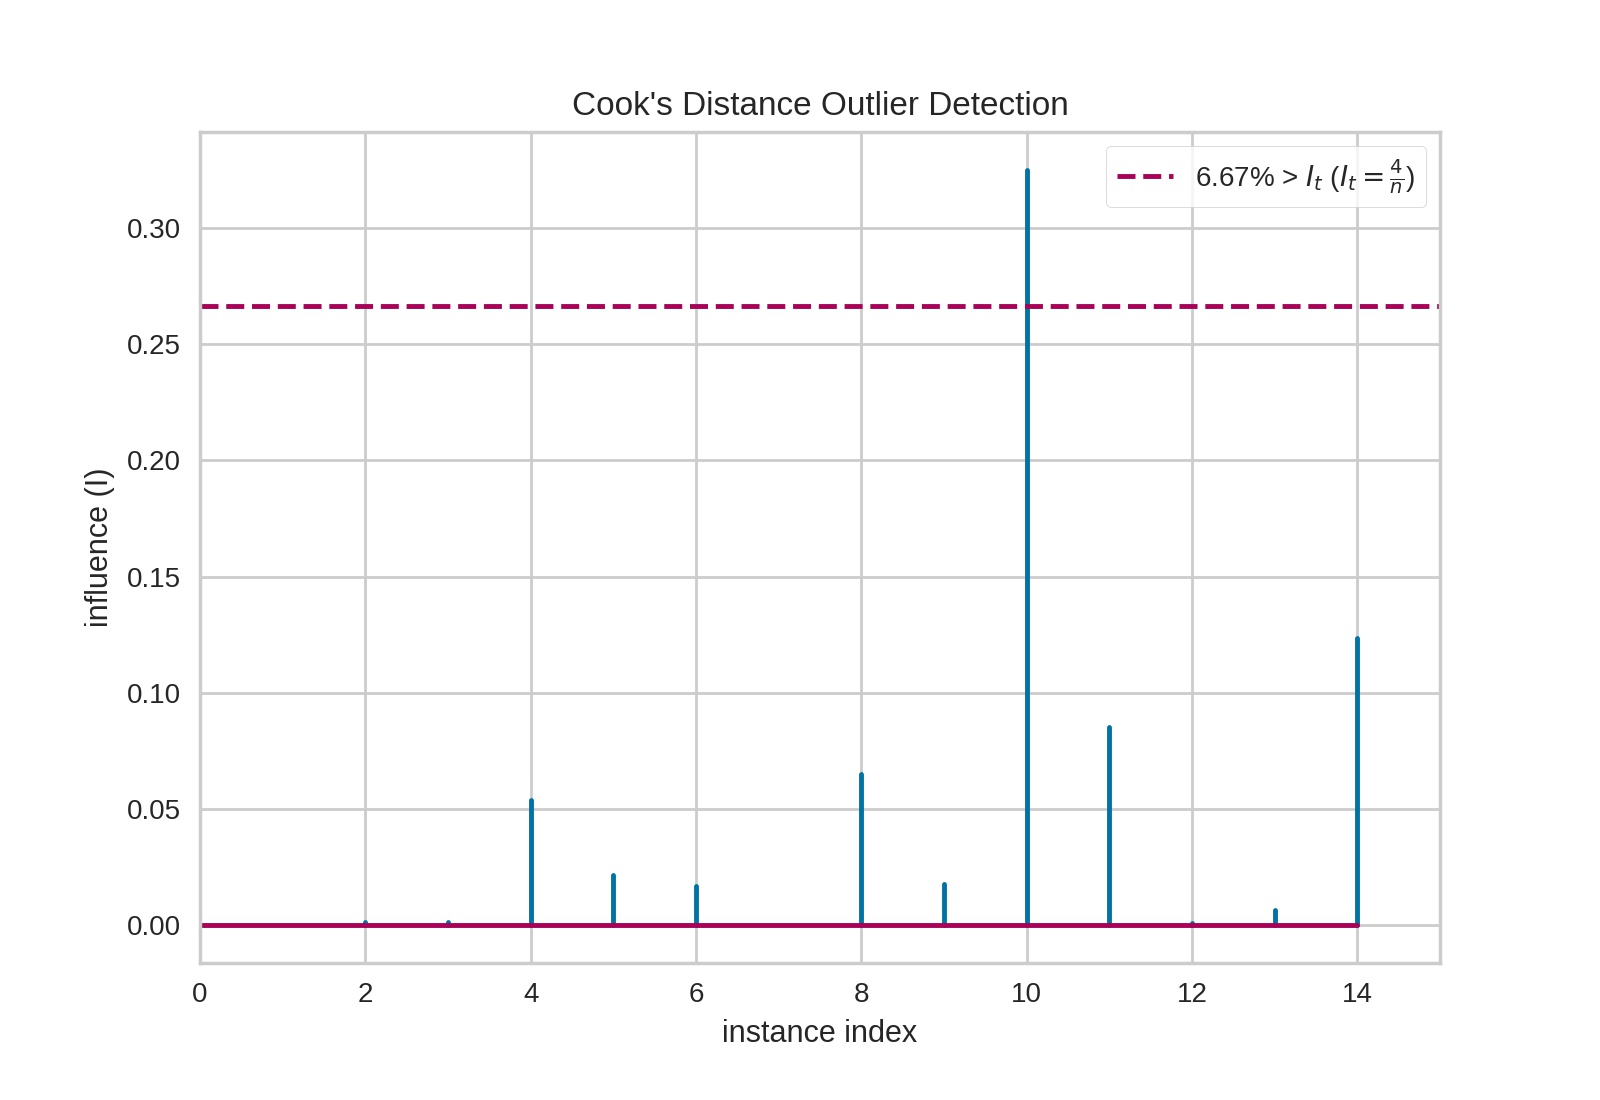 Cook's Distance Outlier Detection
6.67% > I_t (I_t = 4/n)
0.30
0.25
0.20
0.15
0.10
0.05
0.00
influence (I)
0 2 4 6 8 10 12 14
instance index